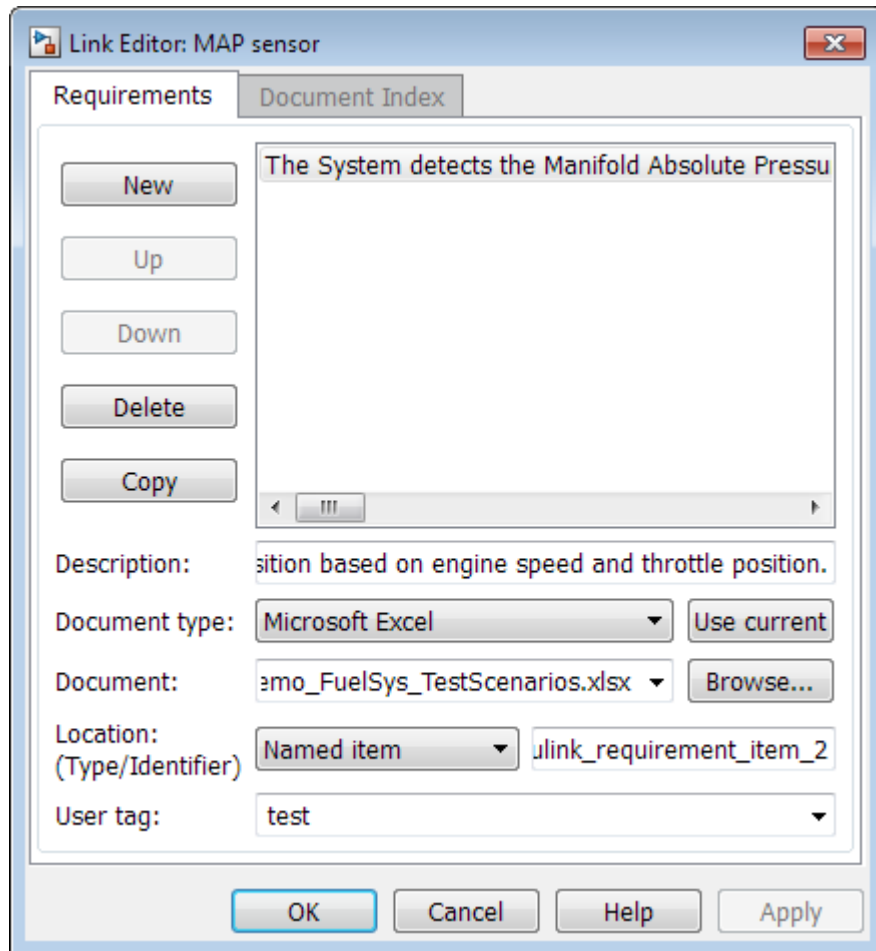 Link Editor: MAP sensor
Requirements
Document Index
New
Up
Down
Delete
Copy
The System detects the Manifold Absolute Pressu
Description:
sition based on engine speed and throttle position.
Document type:
Microsoft Excel
Use current
Document:
emo_FuelSys_TestScenarios.xlsx
Browse...
Location:
(Type/Identifier)
Named item
ulink_requirement_item_2
User tag:
test
OK
Cancel
Help
Apply